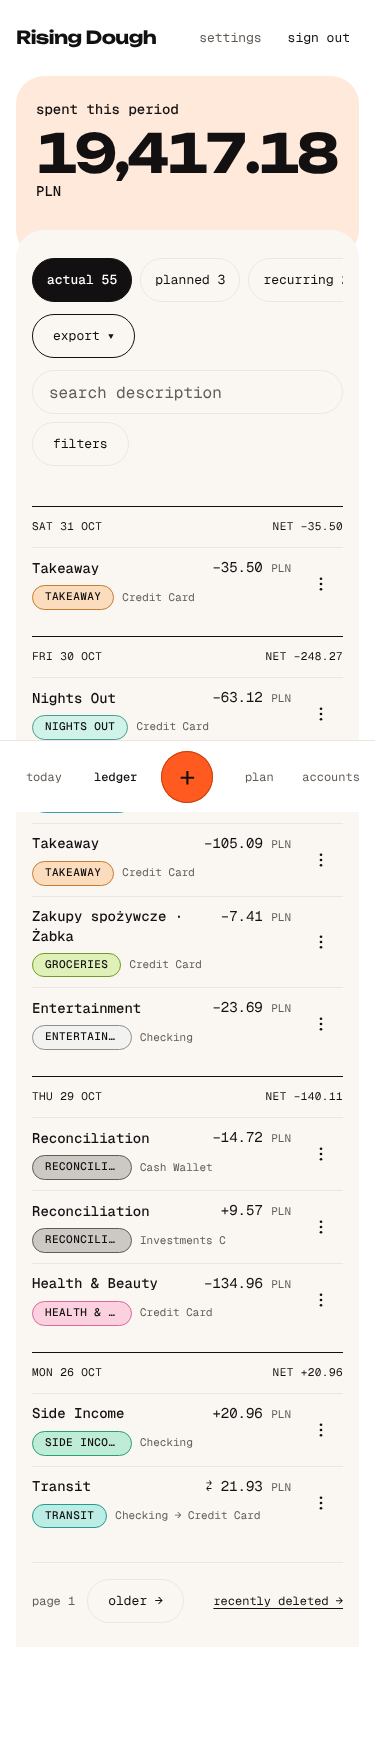 Rising Dough settings sign out
spent this period
19,417.18
PLN
actual 55 planned 3 recurring
export ▾
search description
filters
SAT 31 OCT NET −35.50
Takeaway −35.50 PLN
TAKEAWAY Credit Card
FRI 30 OCT NET −248.27
Nights Out −63.12 PLN
NIGHTS OUT Credit Card
today ledger + plan accounts
Takeaway −105.09 PLN
TAKEAWAY Credit Card
Zakupy spożywcze · −7.41 PLN
Żabka
GROCERIES Credit Card
Entertainment −23.69 PLN
ENTERTAIN… Checking
THU 29 OCT NET −140.11
Reconciliation −14.72 PLN
RECONCILI… Cash Wallet
Reconciliation +9.57 PLN
RECONCILI… Investments C
Health & Beauty −134.96 PLN
HEALTH & … Credit Card
MON 26 OCT NET +20.96
Side Income +20.96 PLN
SIDE INCO… Checking
Transit ⇄ 21.93 PLN
TRANSIT Checking → Credit Card
page 1 older → recently deleted →